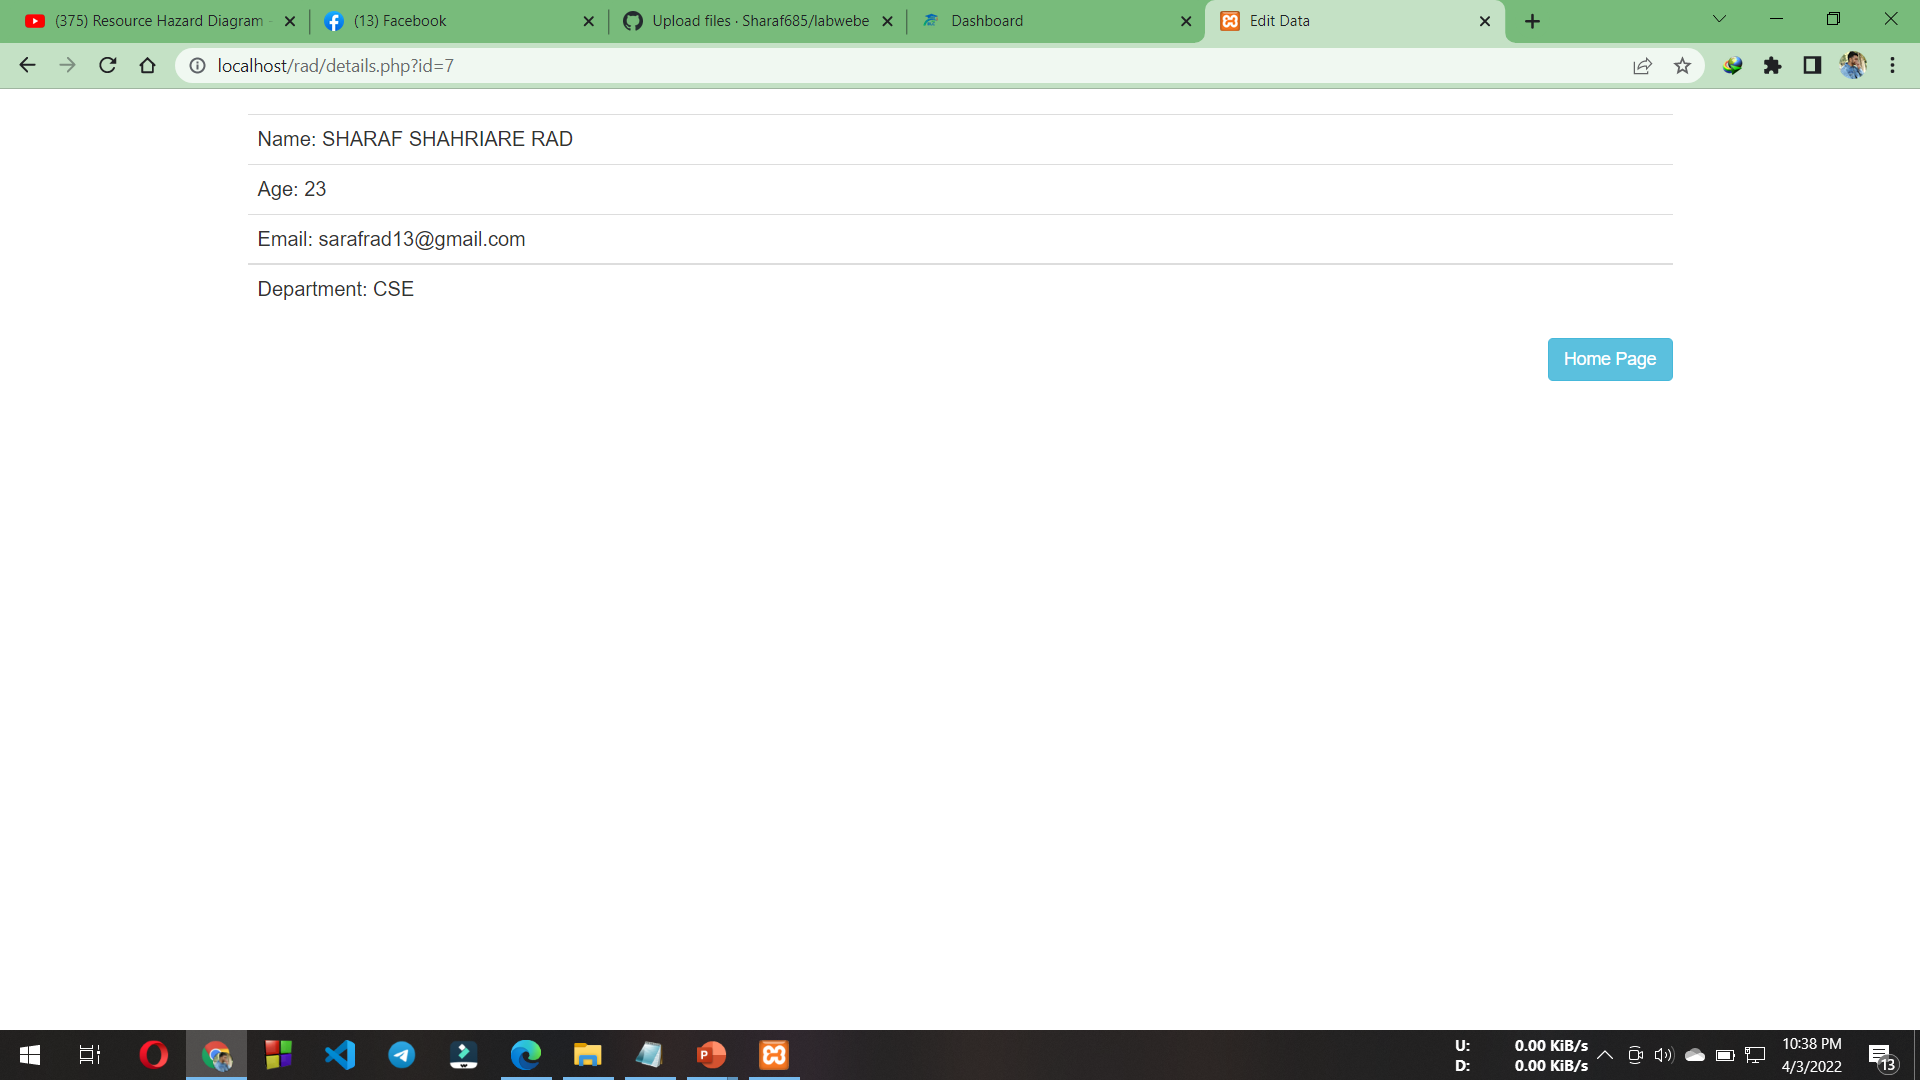 (375) Resource Hazard Diagram
(13) Facebook
Upload files · Sharaf685/labwebe
Dashboard
Edit Data
localhost/rad/details.php?id=7
Name: SHARAF SHAHRIARE RAD
Age: 23
Email: sarafrad13@gmail.com
Department: CSE
Home Page
U: 0.00 KiB/s
D: 0.00 KiB/s
10:38 PM
4/3/2022
13